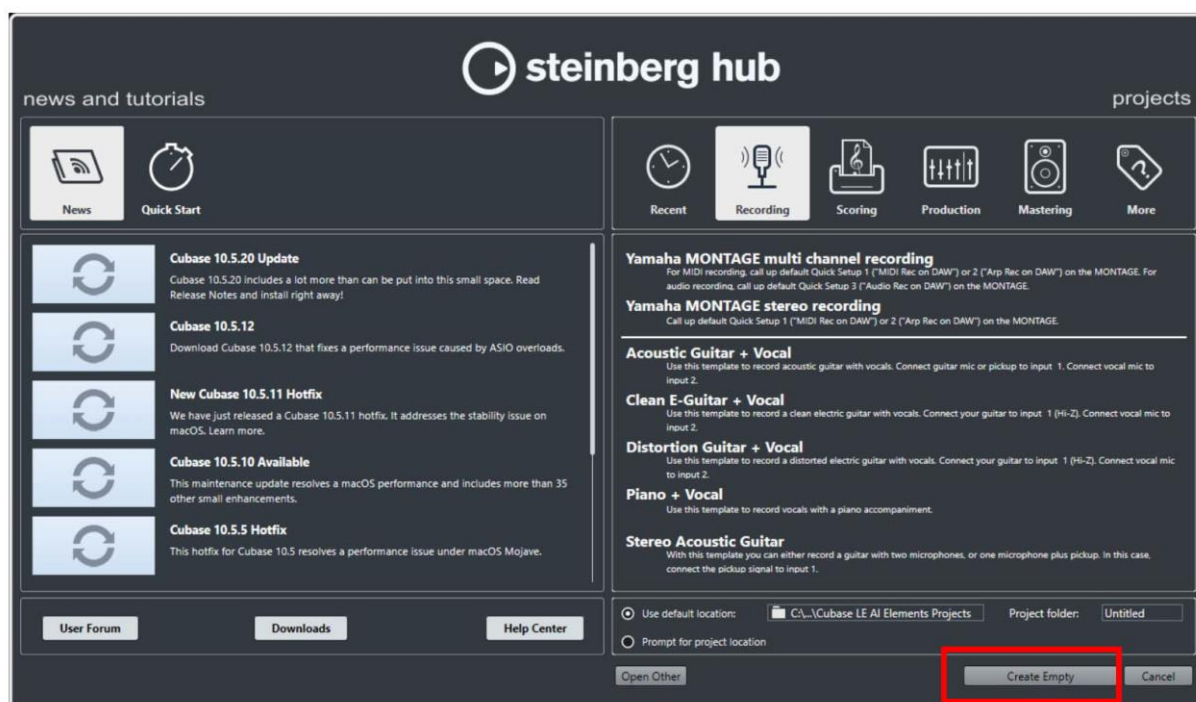 steinberg hub
news and tutorials
projects
News
Quick Start
Recent
Recording
Scoring
Production
Mastering
More
Cubase 10.5.20 Update
Cubase 10.5.20 includes a lot more than can be put into this small space. Read
Release Notes and install right away!
Cubase 10.5.12
Download Cubase 10.5.12 that fixes a performance issue caused by ASIO overloads.
New Cubase 10.5.11 Hotfix
We have just released a Cubase 10.5.11 hotfix. It addresses the stability issue on
macOS. Learn more.
Cubase 10.5.10 Available
This maintenance update resolves a macOS performance and includes more than 35
other small enhancements.
Cubase 10.5.5 Hotfix
This hotfix for Cubase 10.5 resolves a performance issue under macOS Mojave.
User Forum
Downloads
Help Center
Yamaha MONTAGE multi channel recording
For MIDI recording, call up default Quick Setup 1 ("MIDI Rec on DAW") or 2 ("Arp Rec on DAW") on the MONTAGE. For
audio recording, call up default Quick Setup 3 ("Audio Rec on DAW") on the MONTAGE.
Yamaha MONTAGE stereo recording
Call up default Quick Setup 1 ("MIDI Rec on DAW") or 2 ("Arp Rec on DAW") on the MONTAGE.
Acoustic Guitar + Vocal
Use this template to record acoustic guitar with vocals. Connect guitar mic or pickup to input 1. Connect vocal mic to
input 2.
Clean E-Guitar + Vocal
Use this template to record a clean electric guitar with vocals. Connect your guitar to input 1 (Hi-Z). Connect vocal mic to
input 2.
Distortion Guitar + Vocal
Use this template to record a distorted electric guitar with vocals. Connect your guitar to input 1 (Hi-Z). Connect vocal mic
to input 2.
Piano + Vocal
Use this template to record vocals with a piano accompaniment.
Stereo Acoustic Guitar
With this template you can either record a guitar with two microphones, or one microphone plus pickup. In this case,
connect the pickup signal to input 1.
Use default location:
C:\...\Cubase LE AI Elements Projects
Project folder:
Untitled
Prompt for project location
Open Other
Create Empty
Cancel